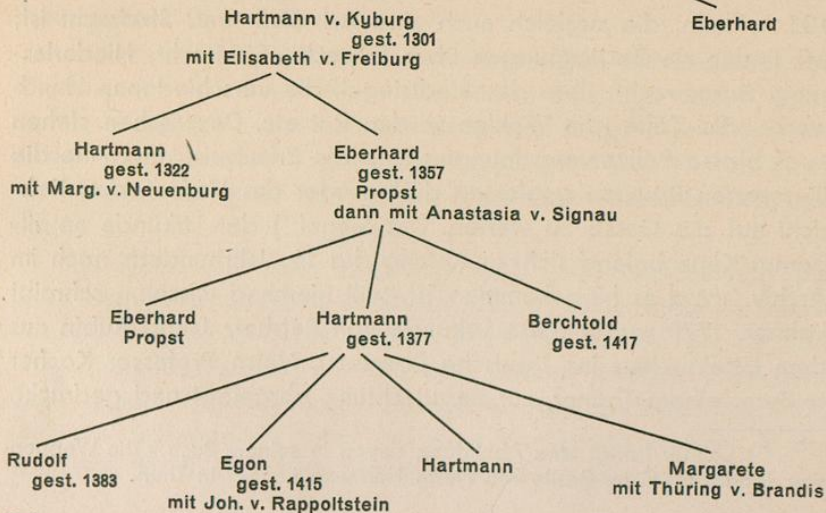 Hartmann v. Kyburg
gest. 1301
mit Elisabeth v. Freiburg
Eberhard
Hartmann
gest. 1322
mit Marg. v. Neuenburg
Eberhard
gest. 1357
Propst
dann mit Anastasia v. Signau
Eberhard
Propst
Hartmann
gest. 1377
Berchtold
gest. 1417
Rudolf
gest. 1383
Egon
gest. 1415
mit Joh. v. Rappoltstein
Hartmann
Margarete
mit Thüring v. Brandis